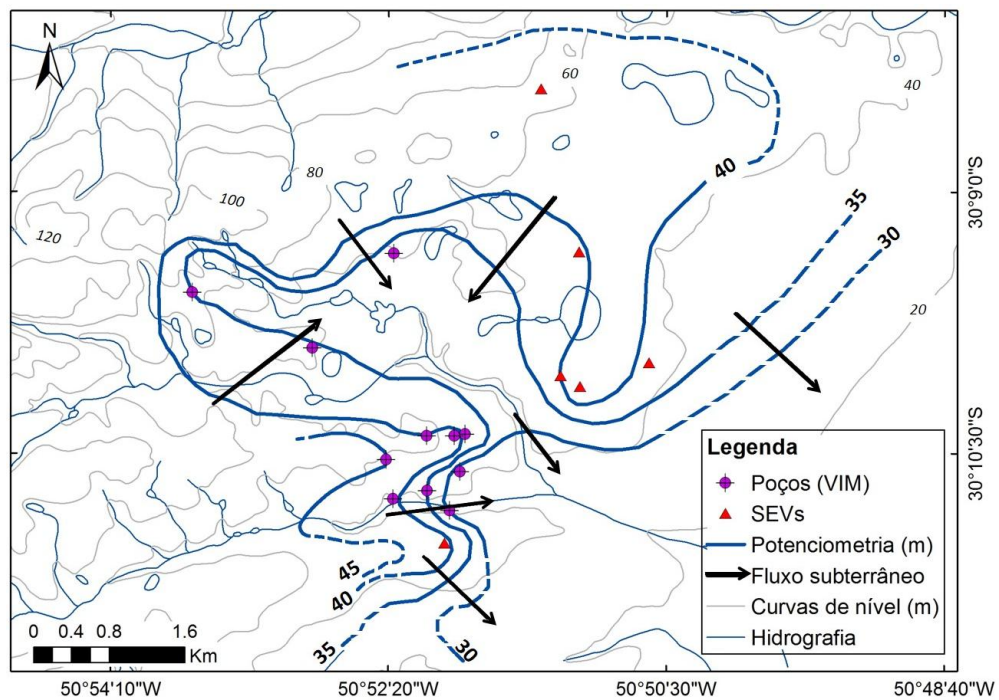 N
60
40
80
40
100
35
120
30
20
30°9'0"S
30°10'30"S
Legenda
Poços (VIM)
SEVs
Potenciometria (m)
Fluxo subterrâneo
Curvas de nível (m)
Hidrografia
45
40
35
30
0 0.4 0.8 1.6
Km
50°54'10"W 50°52'20"W 50°50'30"W 50°48'40"W